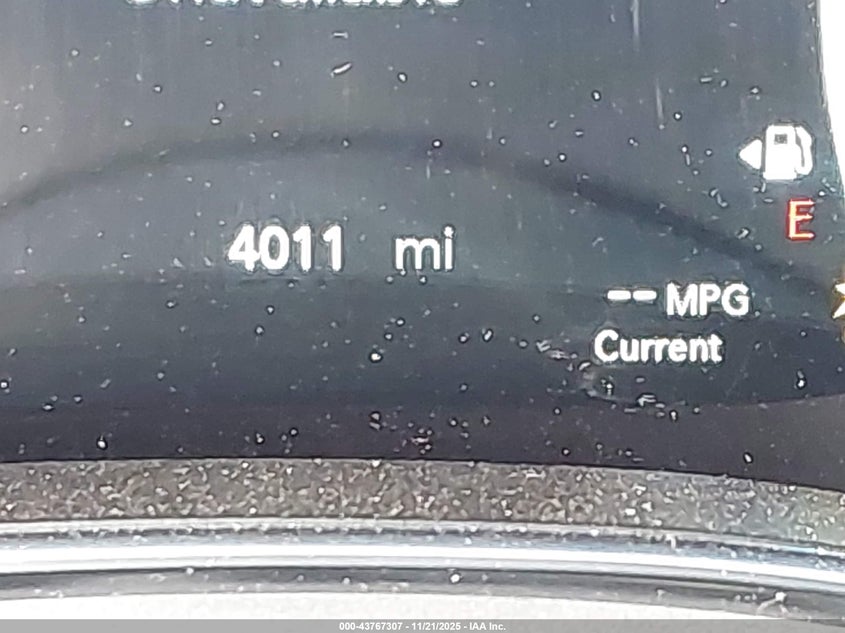 E
4011 mi
-- MPG
Current
000-43767307 - 11/21/2025 - IAA Inc.